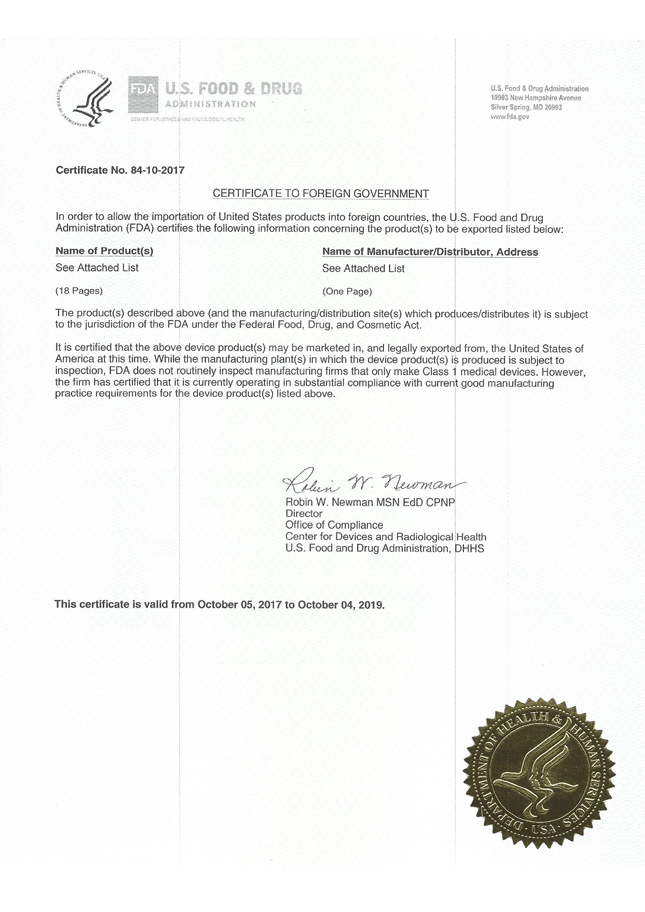 DEPARTMENT OF HEALTH & HUMAN SERVICES USA
FDA
U.S. FOOD & DRUG
ADMINISTRATION
CENTER FOR DEVICES AND RADIOLOGICAL HEALTH
U.S. Food & Drug Administration
10903 New Hampshire Avenue
Silver Spring, MD 20993
www.fda.gov
Certificate No. 84-10-2017
CERTIFICATE TO FOREIGN GOVERNMENT
In order to allow the importation of United States products into foreign countries, the U.S. Food and Drug
Administration (FDA) certifies the following information concerning the product(s) to be exported listed below:
Name of Product(s)
Name of Manufacturer/Distributor, Address
See Attached List
See Attached List
(18 Pages)
(One Page)
The product(s) described above (and the manufacturing/distribution site(s) which produces/distributes it) is subject
to the jurisdiction of the FDA under the Federal Food, Drug, and Cosmetic Act.
It is certified that the above device product(s) may be marketed in, and legally exported from, the United States of
America at this time. While the manufacturing plant(s) in which the device product(s) is produced is subject to
inspection, FDA does not routinely inspect manufacturing firms that only make Class 1 medical devices. However,
the firm has certified that it is currently operating in substantial compliance with current good manufacturing
practice requirements for the device product(s) listed above.
Robin W. Newman
Robin W. Newman MSN EdD CPNP
Director
Office of Compliance
Center for Devices and Radiological Health
U.S. Food and Drug Administration, DHHS
This certificate is valid from October 05, 2017 to October 04, 2019.
DEPARTMENT OF HEALTH & HUMAN SERVICES · USA ·